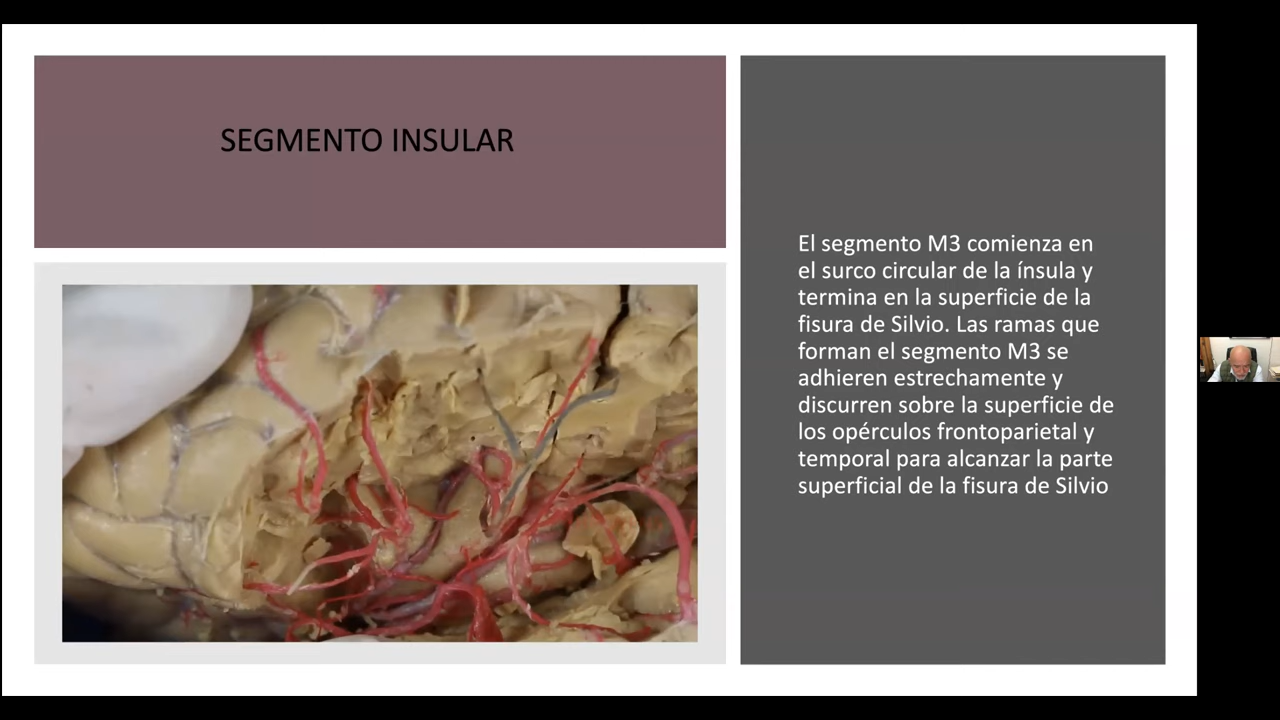 SEGMENTO INSULAR
El segmento M3 comienza en
el surco circular de la ínsula y
termina en la superficie de la
fisura de Silvio. Las ramas que
forman el segmento M3 se
adhieren estrechamente y
discurren sobre la superficie de
los opérculos frontoparietal y
temporal para alcanzar la parte
superficial de la fisura de Silvio